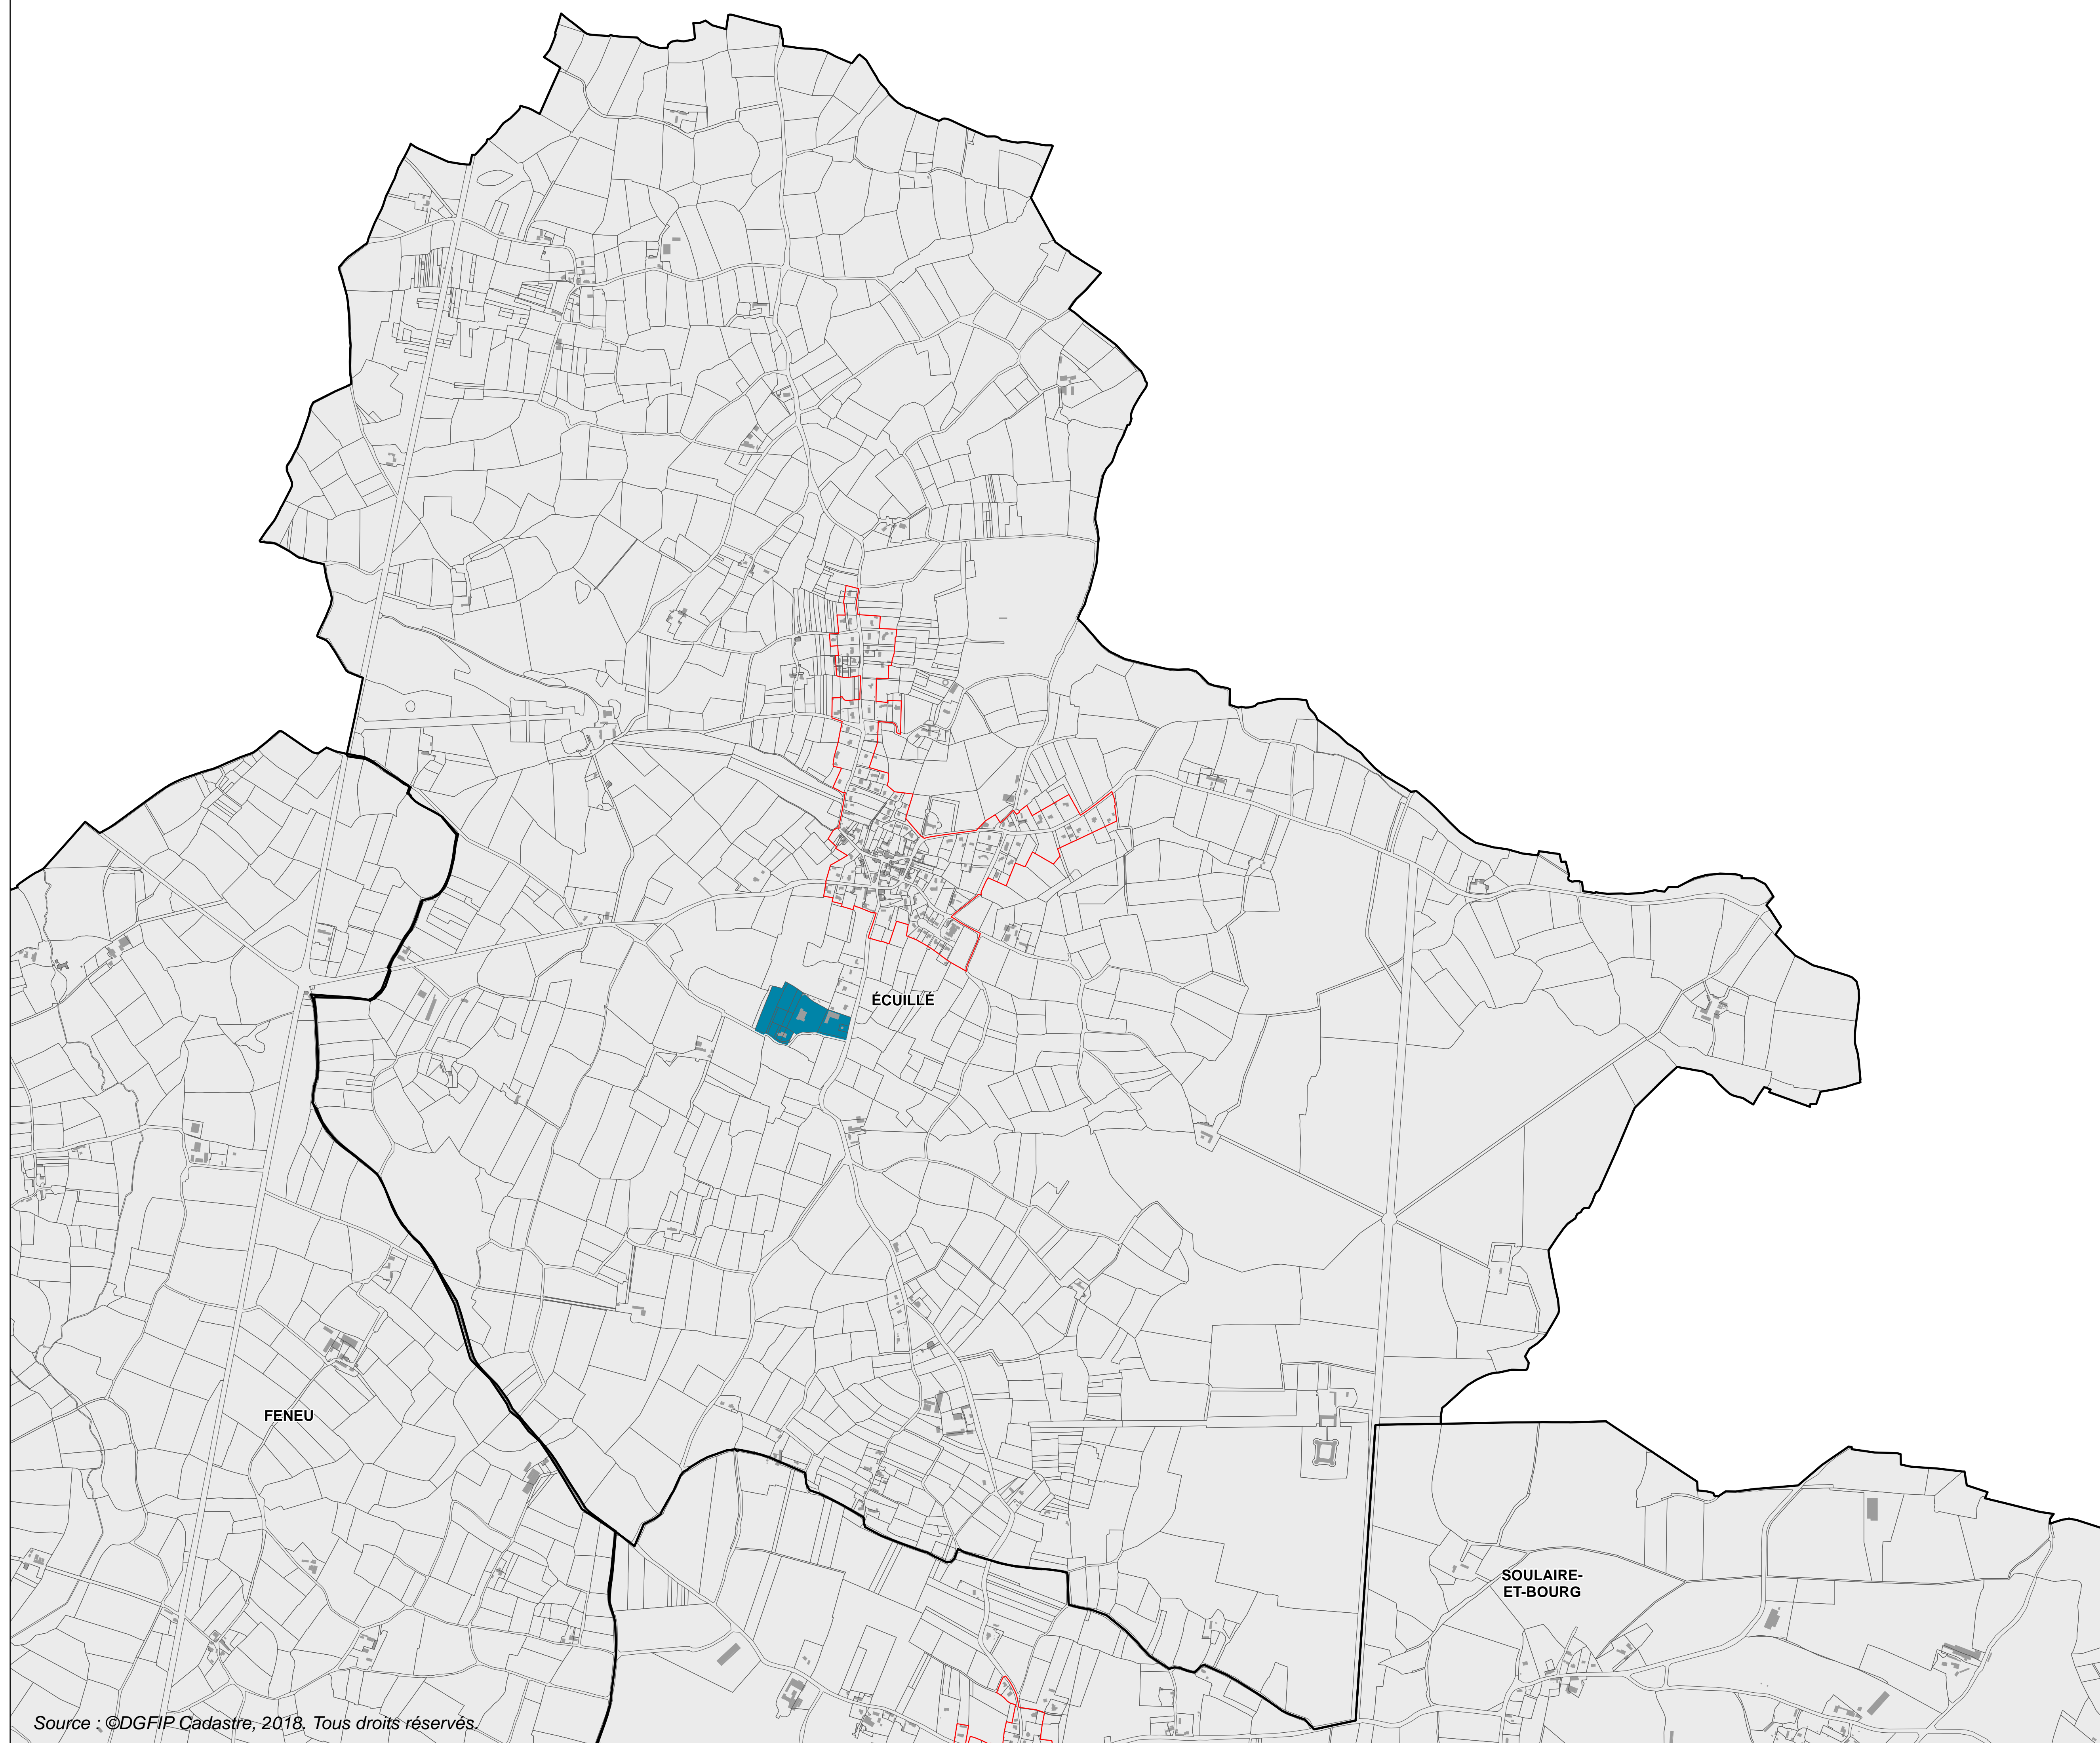 ÉCUILLÉ
FENEU
SOULAIRE-
ET-BOURG
Source : ©DGFIP Cadastre, 2018. Tous droits réservés.